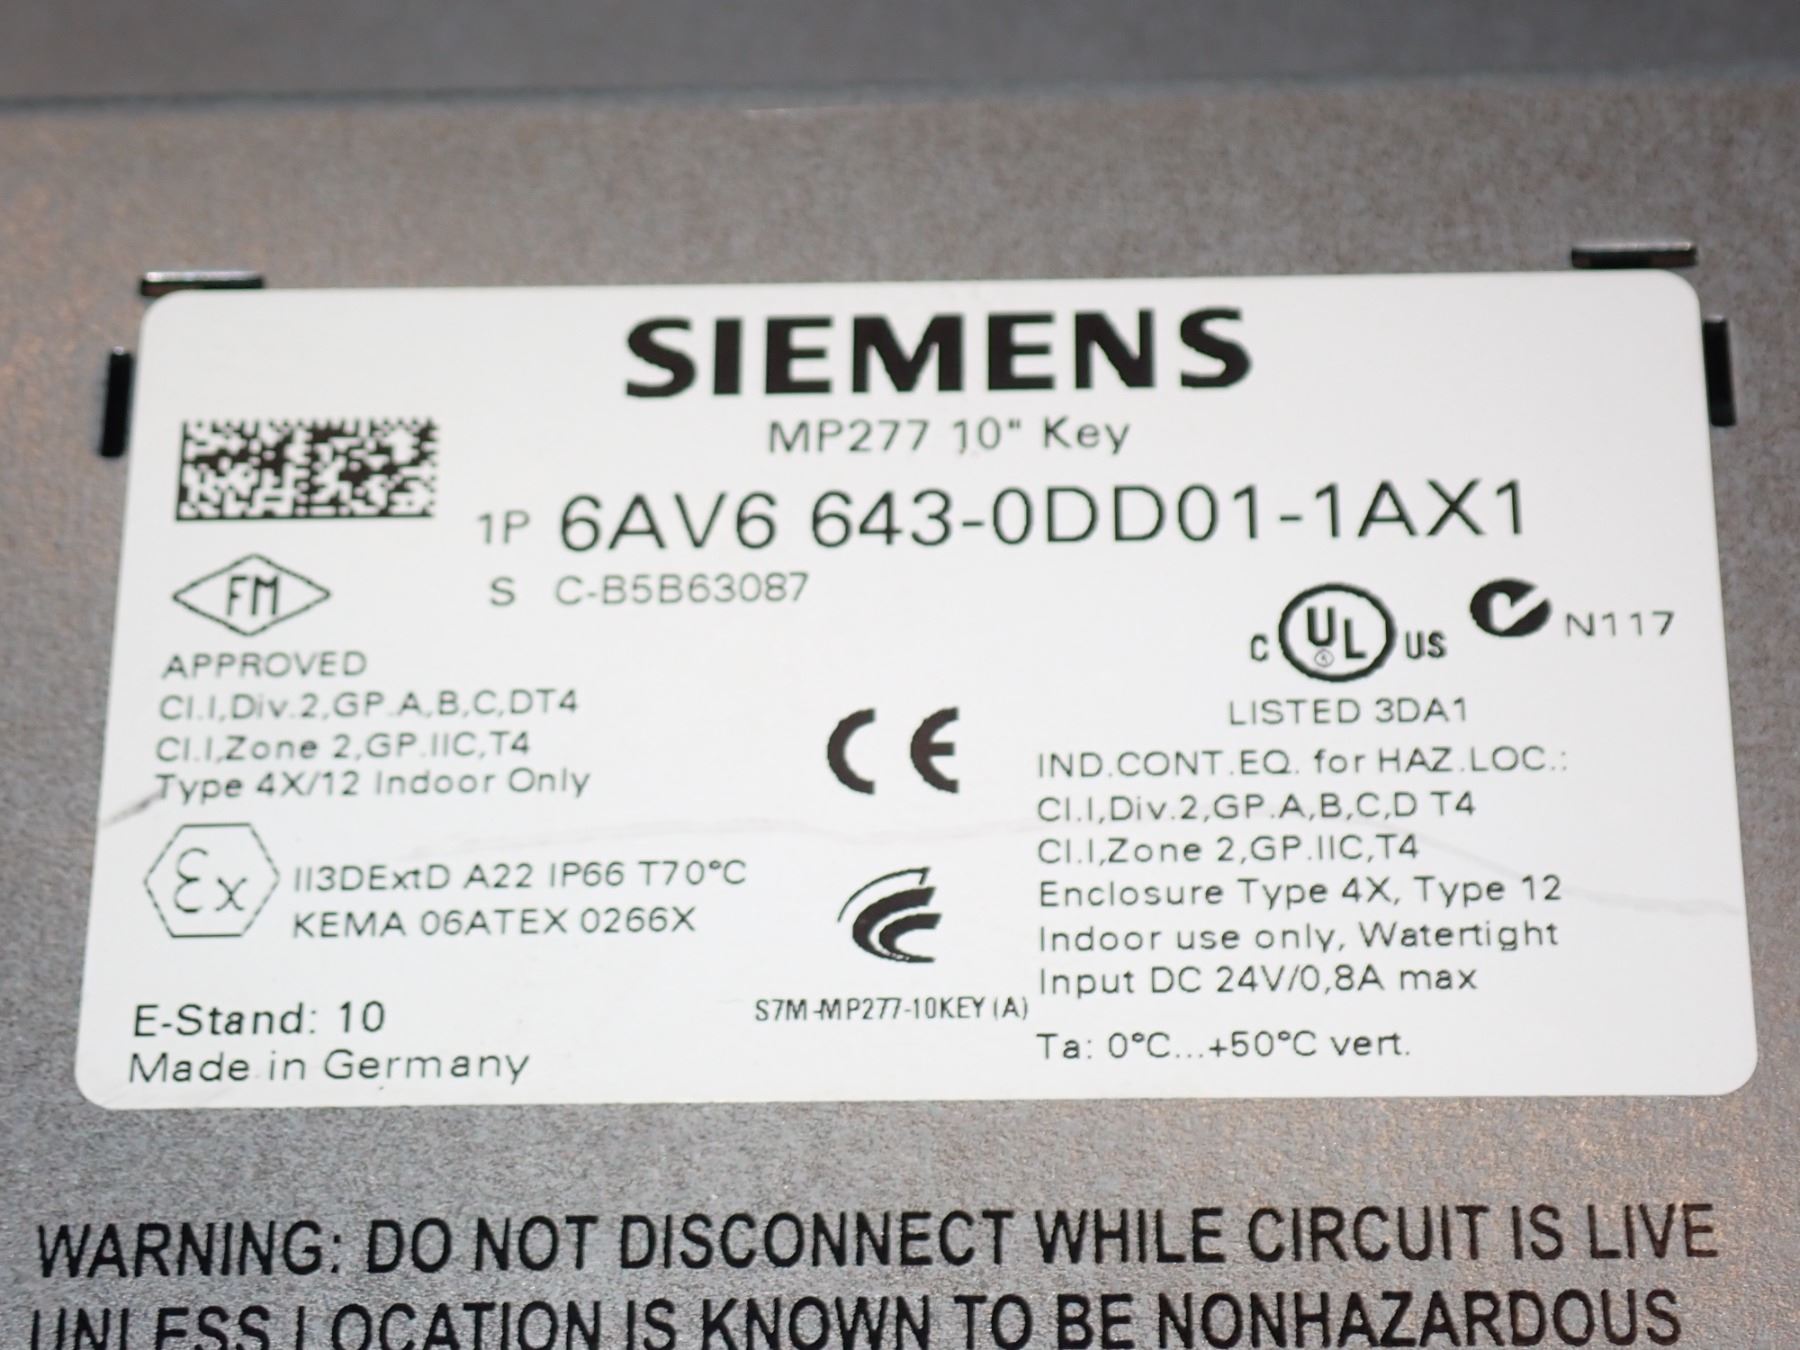 SIEMENS
MP277 10" Key
1P 6AV6 643-0DD01-1AX1
S C-B5B63087
FM
APPROVED
Cl.I,Div.2,GP.A,B,C,DT4
Cl.I,Zone 2,GP.IIC,T4
Type 4X/12 Indoor Only
Ex
II3DExtD A22 IP66 T70°C
KEMA 06ATEX 0266X
E-Stand: 10
Made in Germany
CE
S7M-MP277-10KEY(A)
C UL US
N117
LISTED 3DA1
IND.CONT.EQ. for HAZ.LOC.:
Cl.I,Div.2,GP.A,B,C,D T4
Cl.I,Zone 2,GP.IIC,T4
Enclosure Type 4X, Type 12
Indoor use only, Watertight
Input DC 24V/0,8A max
Ta: 0°C...+50°C vert.
WARNING: DO NOT DISCONNECT WHILE CIRCUIT IS LIVE
UNLESS LOCATION IS KNOWN TO BE NONHAZARDOUS